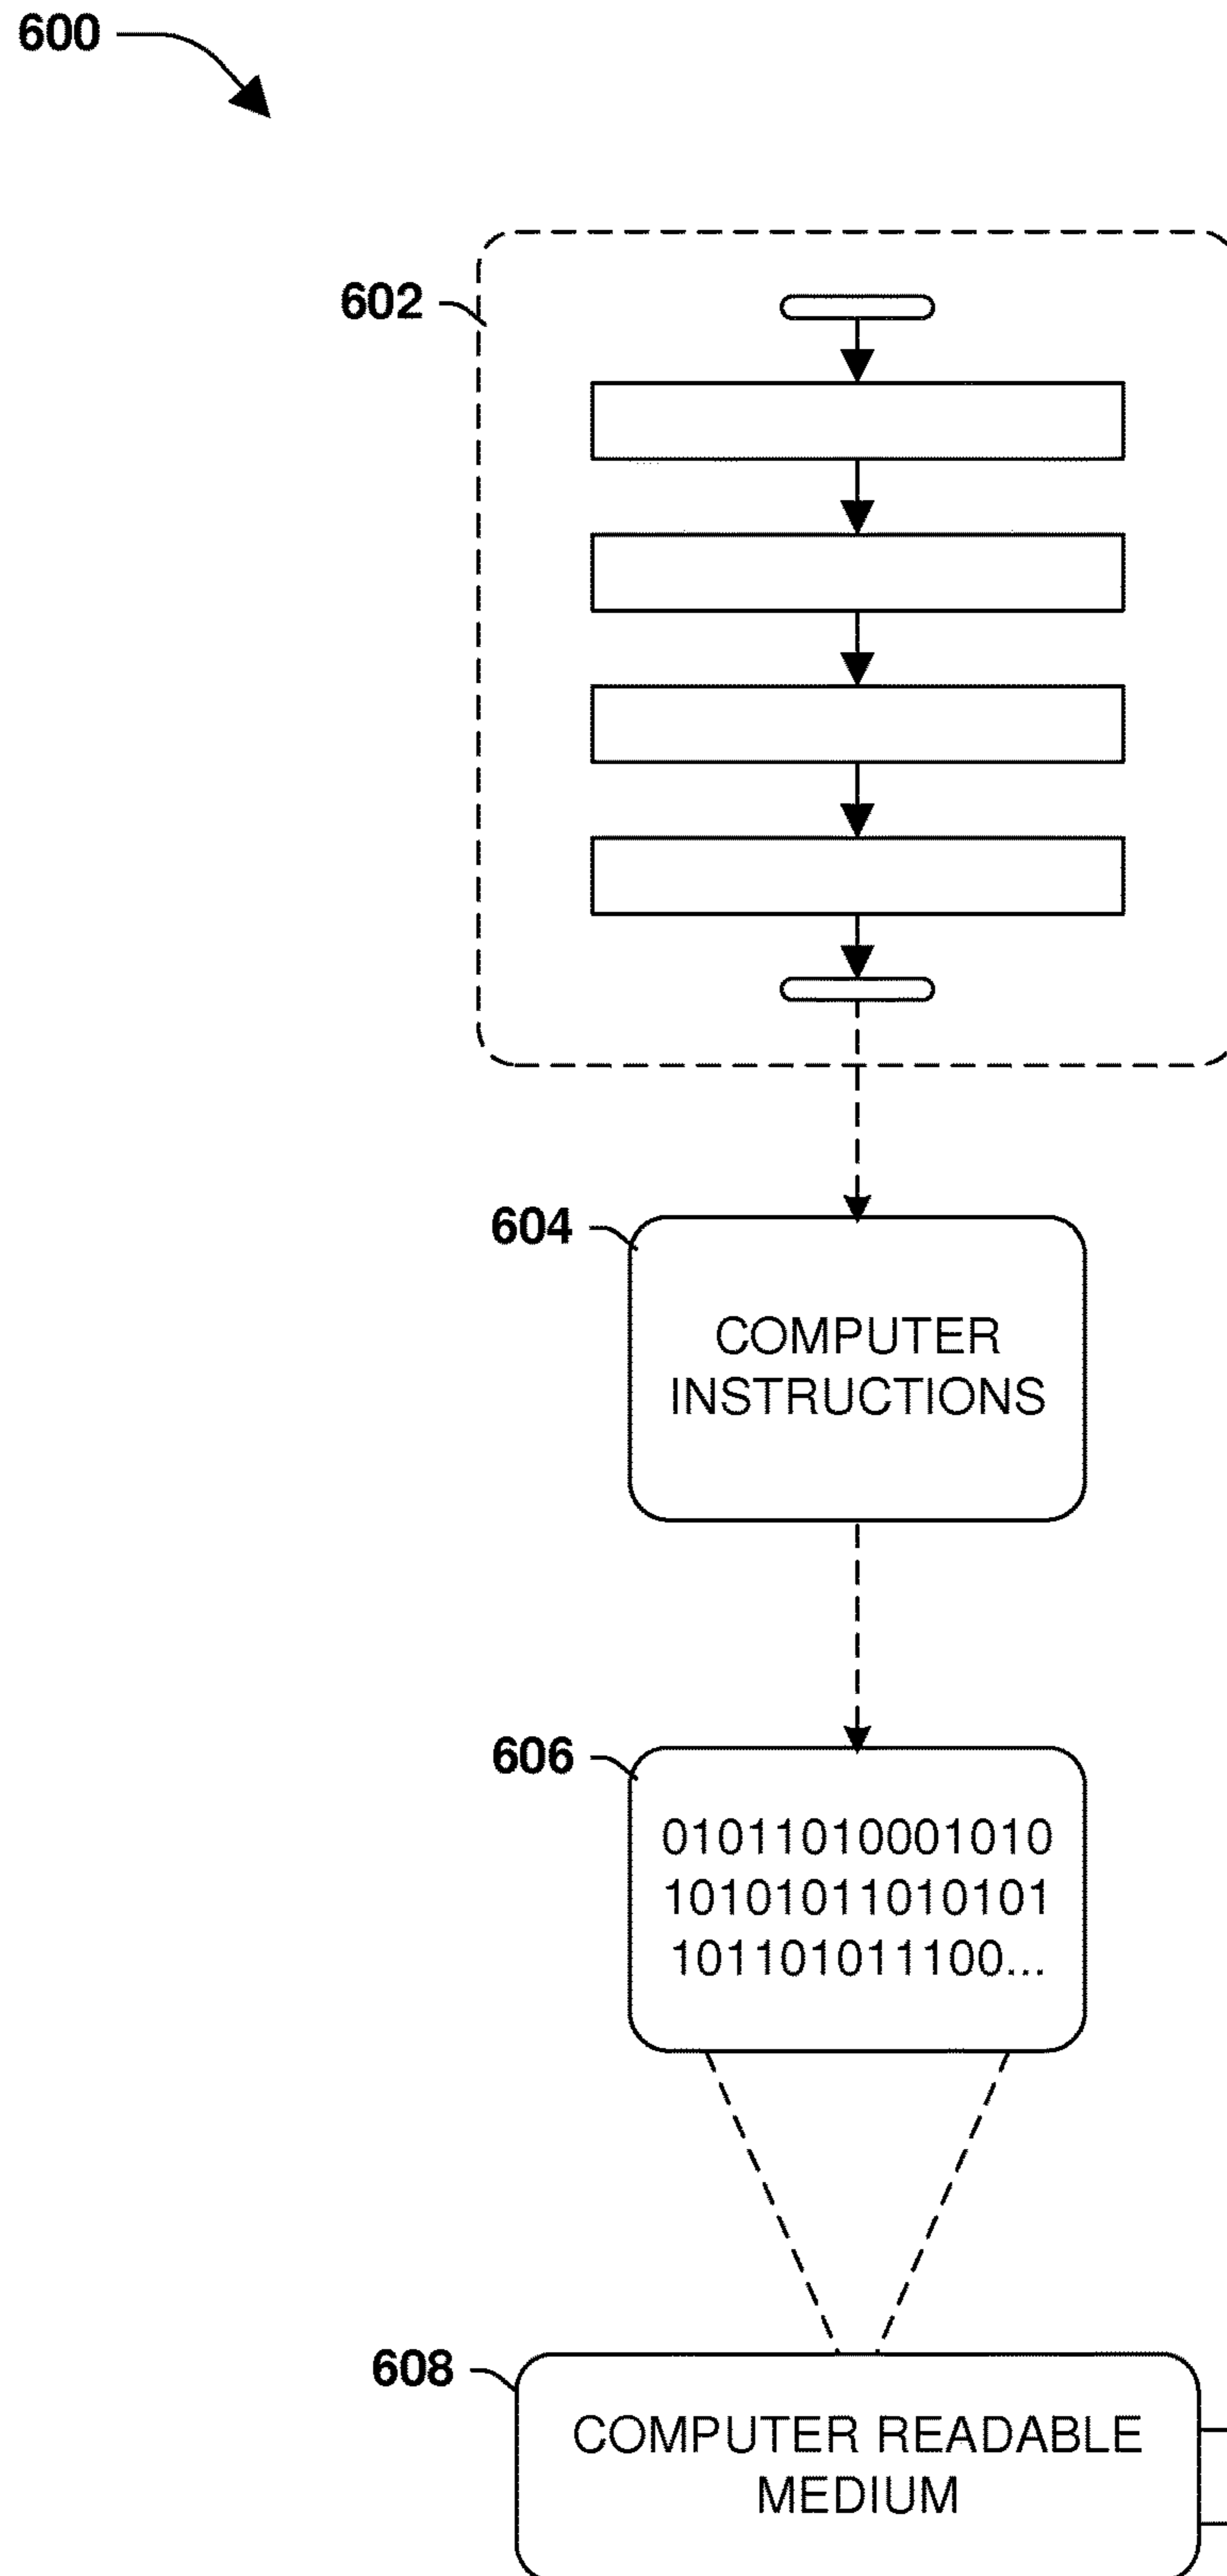 600
602
604
COMPUTER
INSTRUCTIONS
606
01011010001010
10101011010101
101101011100...
608
COMPUTER READABLE
MEDIUM